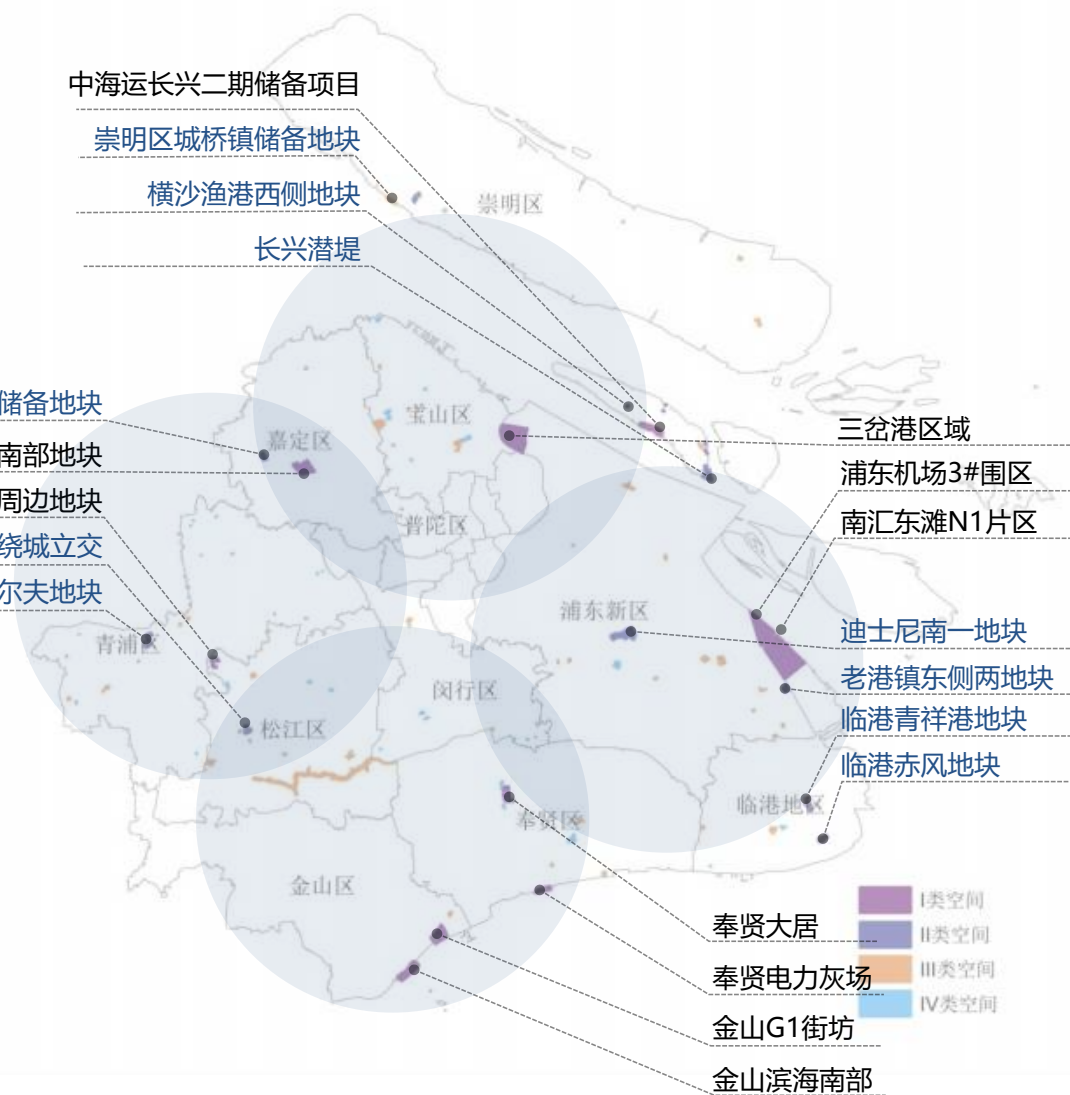 中海运长兴二期储备项目
崇明区城桥镇储备地块
横沙渔港西侧地块
长兴潜堤
崇明区
储备地块
南部地块
周边地块
绕城立交
尔夫地块
宝山区
嘉定区
普陀区
浦东新区
青浦区
闵行区
松江区
临港地区
奉贤区
金山区
三岔港区域
浦东机场3#围区
南汇东滩N1片区
迪士尼南一地块
老港镇东侧两地块
临港青祥港地块
临港赤风地块
奉贤大居
奉贤电力灰场
金山G1街坊
金山滨海南部
I类空间
II类空间
III类空间
IV类空间